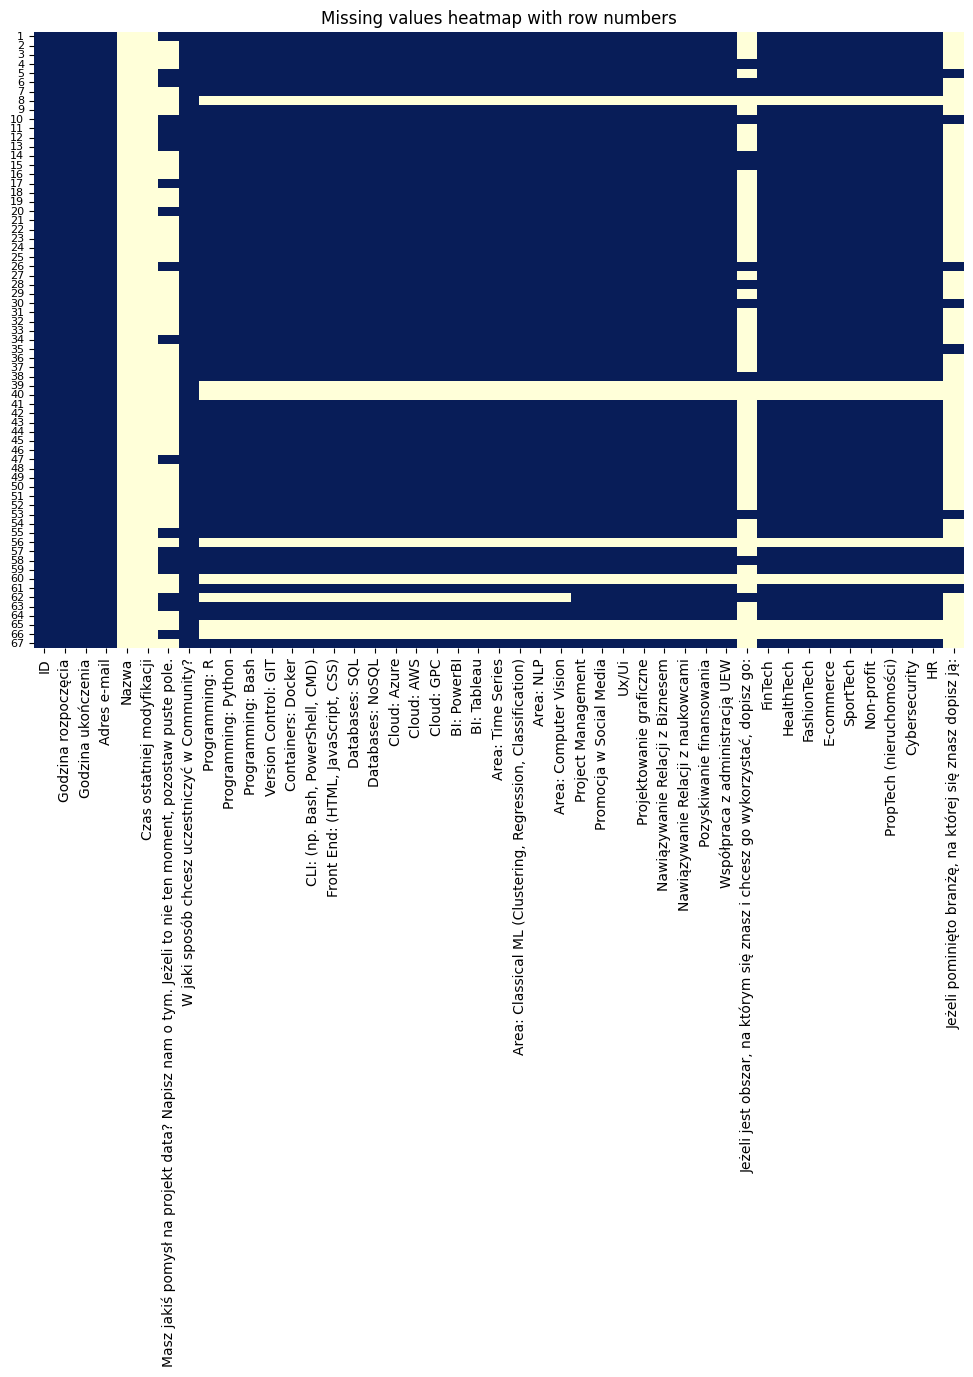 Missing values heatmap with row numbers
1
2
3
4
5
6
7
8
9
10
11
12
13
14
15
16
17
18
19
20
21
22
23
24
25
26
27
28
29
30
31
32
33
34
35
36
37
38
39
40
41
42
43
44
45
46
47
48
49
50
51
52
53
54
55
56
57
58
59
60
61
62
63
64
65
66
67
ID
Godzina rozpoczęcia
Godzina ukończenia
Adres e-mail
Nazwa
Czas ostatniej modyfikacji
Masz jakiś pomysł na projekt data? Napisz nam o tym. Jeżeli to nie ten moment, pozostaw puste pole.
W jaki sposób chcesz uczestniczyć w Community?
Programming: R
Programming: Python
Programming: Bash
Version Control: GIT
Containers: Docker
CLI: (np. Bash, PowerShell, CMD)
Front End: (HTML, JavaScript, CSS)
Databases: SQL
Databases: NoSQL
Cloud: Azure
Cloud: AWS
Cloud: GPC
BI: PowerBI
BI: Tableau
Area: Time Series
Area: Classical ML (Clustering, Regression, Classification)
Area: NLP
Area: Computer Vision
Project Management
Promocja w Social Media
Ux/Ui
Projektowanie graficzne
Nawiązywanie Relacji z Biznesem
Nawiązywanie Relacji z naukowcami
Pozyskiwanie finansowania
Współpraca z administracją UEW
Jeżeli jest obszar, na którym się znasz i chcesz go wykorzystać, dopisz go:
FinTech
HealthTech
FashionTech
E-commerce
SportTech
Non-profit
PropTech (nieruchomości)
Cybersecurity
HR
Jeżeli pominięto branżę, na której się znasz dopisz ją: